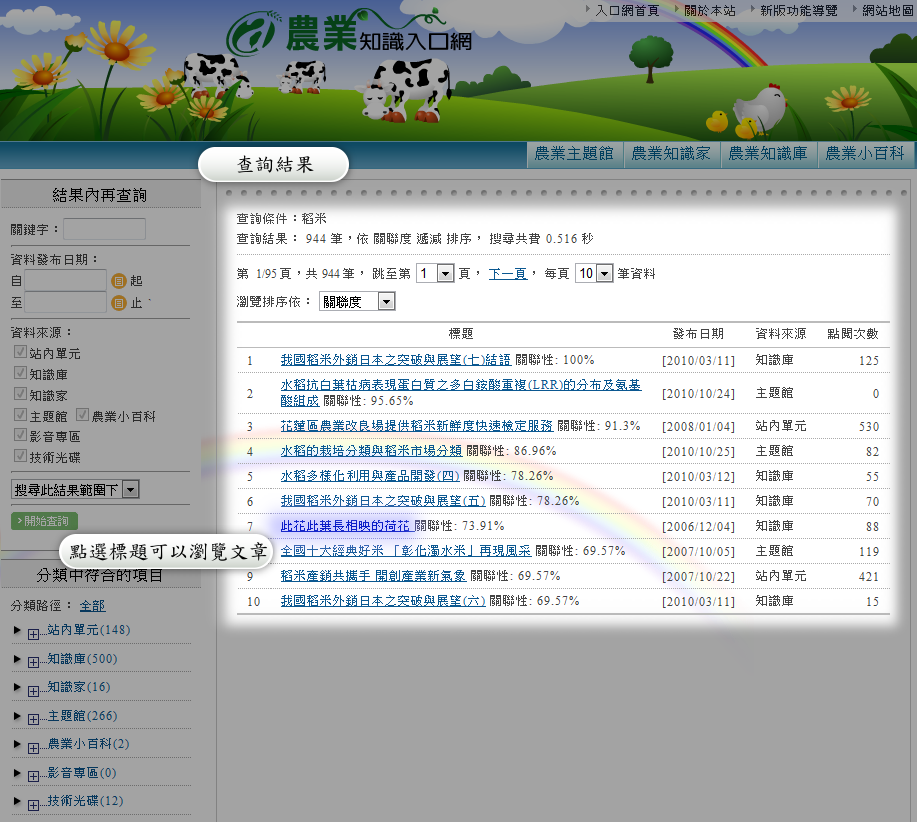 入口網首頁 關於本站 新版功能導覽 網站地圖
農業知識入口網
農業主題館 農業知識家 農業知識庫 農業小百科
查詢結果
結果內再查詢
關鍵字：
資料發布日期：
自 起
至 止
資料來源：
站內單元
知識庫
知識家
主題館 農業小百科
影音專區
技術光碟
搜尋此結果範圍下
開始查詢
點選標題可以瀏覽文章
分類中符合的項目
分類路徑： 全部
站內單元(148)
知識庫(500)
知識家(16)
主題館(266)
農業小百科(2)
影音專區(0)
技術光碟(12)
查詢條件：稻米
查詢結果： 944 筆，依 關聯度 遞減 排序， 搜尋共費 0.516 秒
第 1/95 頁，共 944 筆， 跳至第 1 頁， 下一頁， 每頁 10 筆資料
瀏覽排序依： 關聯度
標題 發布日期 資料來源 點閱次數
1 我國稻米外銷日本之突破與展望(七)結語 關聯性: 100% [2010/03/11] 知識庫 125
2 水稻抗白葉枯病表現蛋白質之多白銨酸重複(LRR)的分布及氨基
酸組成 關聯性: 95.65% [2010/10/24] 主題館 0
3 花蓮區農業改良場提供稻米新鮮度快速檢定服務 關聯性: 91.3% [2008/01/04] 站內單元 530
4 水稻的栽培分類與稻米市場分類 關聯性: 86.96% [2010/10/25] 主題館 82
5 水稻多樣化利用與產品開發(四) 關聯性: 78.26% [2010/03/12] 知識庫 55
6 我國稻米外銷日本之突破與展望(五) 關聯性: 78.26% [2010/03/11] 知識庫 70
7 此花此葉長相映的荷花 關聯性: 73.91% [2006/12/04] 知識庫 88
全國十大經典好米 「彰化濁水米」再現風采 關聯性: 69.57% [2007/10/05] 主題館 119
9 稻米產銷共攜手 開創產業新氣象 關聯性: 69.57% [2007/10/22] 站內單元 421
10 我國稻米外銷日本之突破與展望(六) 關聯性: 69.57% [2010/03/11] 知識庫 15